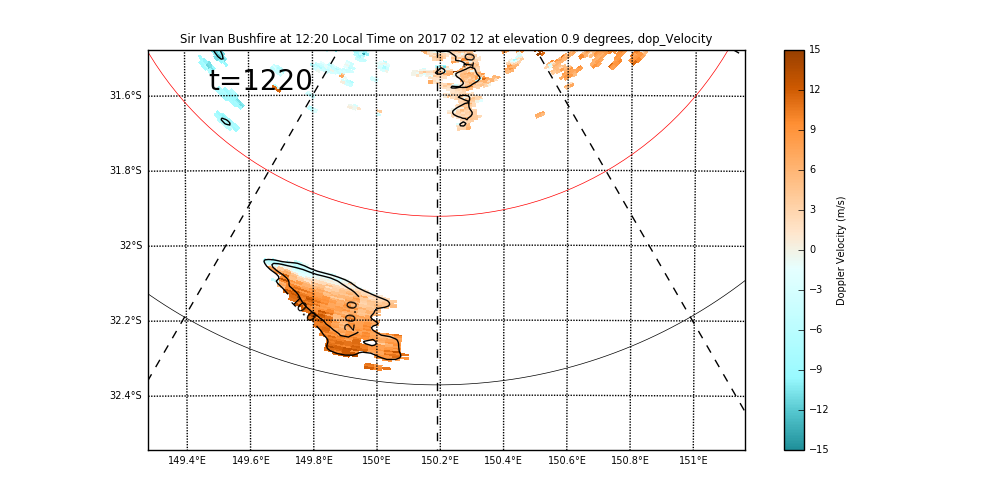 Sir Ivan Bushfire at 12:20 Local Time on 2017 02 12 at elevation 0.9 degrees, dop_Velocity
t=1220
31.6°S
31.8°S
32°S
32.2°S
32.4°S
149.4°E 149.6°E 149.8°E 150°E 150.2°E 150.4°E 150.6°E 150.8°E 151°E
20.0
15
12
9
6
3
0
−3
−6
−9
−12
−15
Doppler Velocity (m/s)